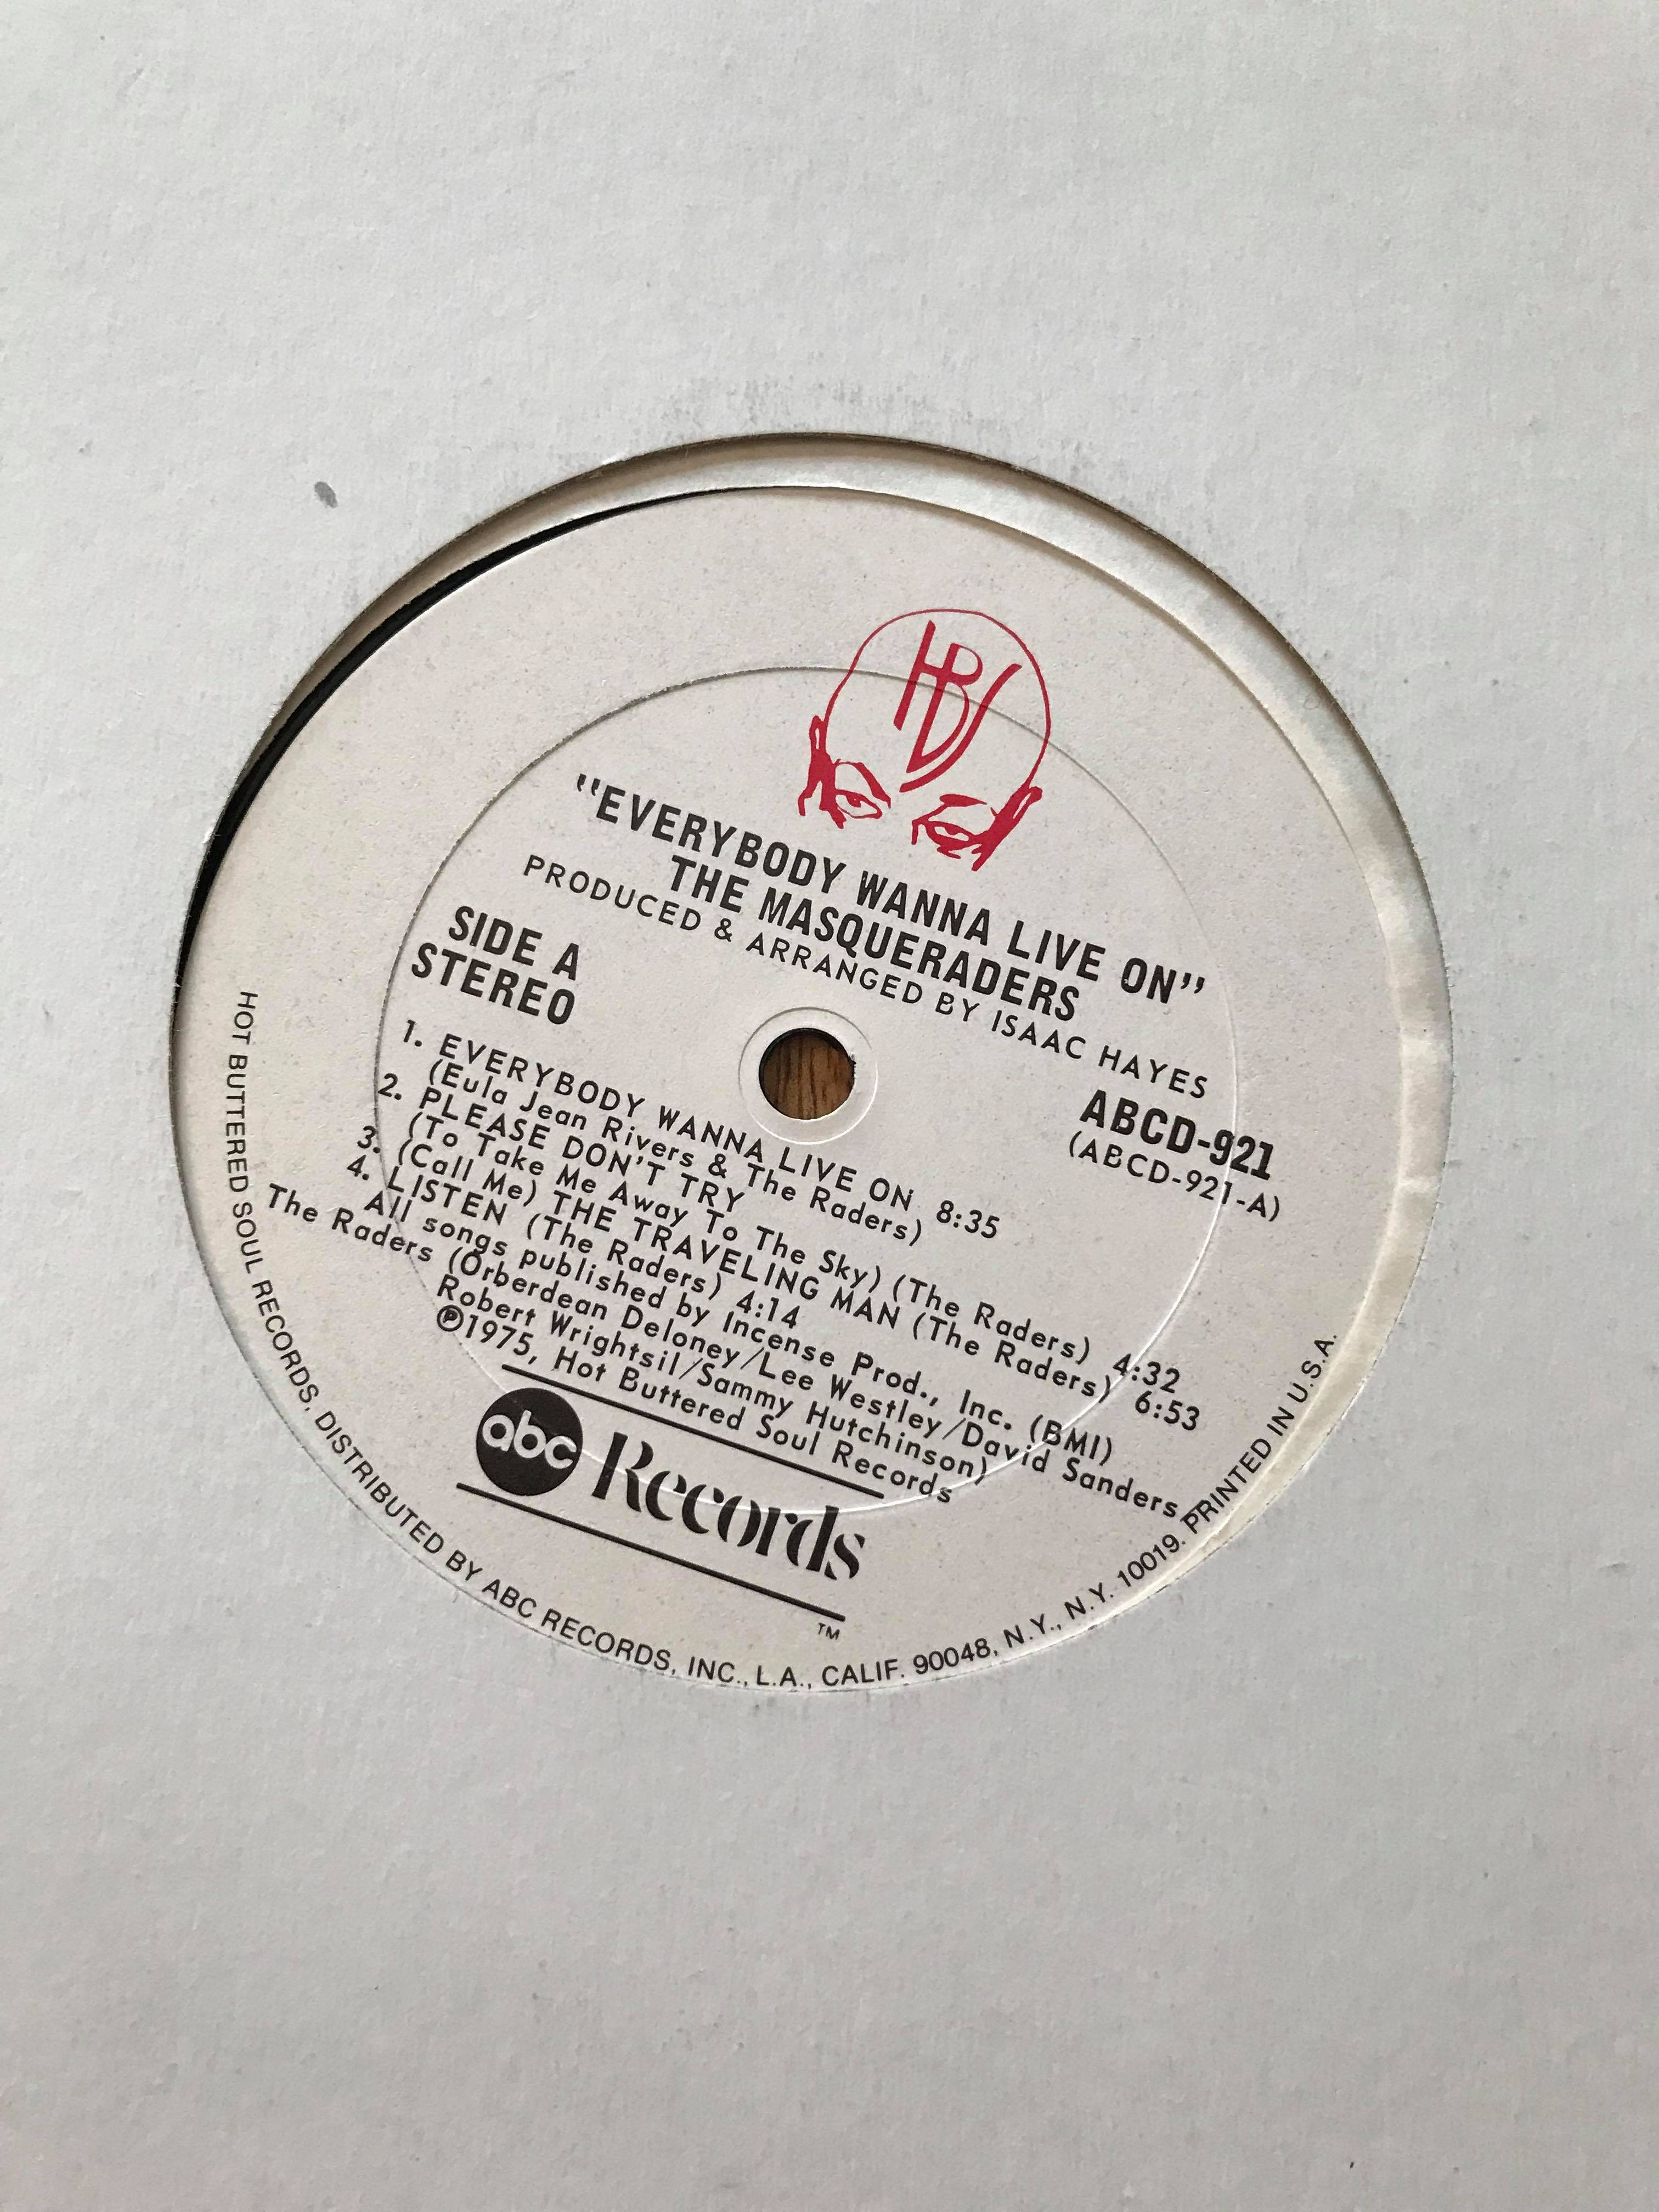 HBS
"EVERYBODY WANNA LIVE ON"
THE MASQUERADERS
PRODUCED & ARRANGED BY ISAAC HAYES
SIDE A
STEREO
ABCD-921
(ABCD-921-A)
1. EVERYBODY WANNA LIVE ON 8:35
(Eula Jean Rivers & The Raders)
2. PLEASE DON'T TRY
(To Take Me Away To The Sky) (The Raders) 4:32
3. (Call Me) THE TRAVELING MAN (The Raders) 6:53
4. LISTEN (The Raders) 4:14
All songs published by Incense Prod., Inc. (BMI)
The Raders (Orberdean Deloney/Lee Westley/David Sanders/
Robert Wrightsil/Sammy Hutchinson)
℗1975, Hot Buttered Soul Records
abc Records
TM
HOT BUTTERED SOUL RECORDS, DISTRIBUTED BY ABC RECORDS, INC., L.A., CALIF. 90048, N.Y., N.Y. 10019. PRINTED IN U.S.A.